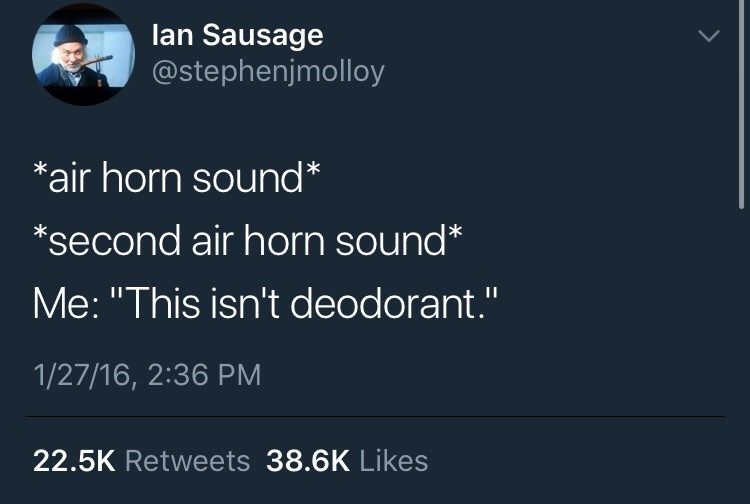 Ian Sausage
@stephenjmolloy
*air horn sound*
*second air horn sound*
Me: "This isn't deodorant."
1/27/16, 2:36 PM
22.5K Retweets 38.6K Likes